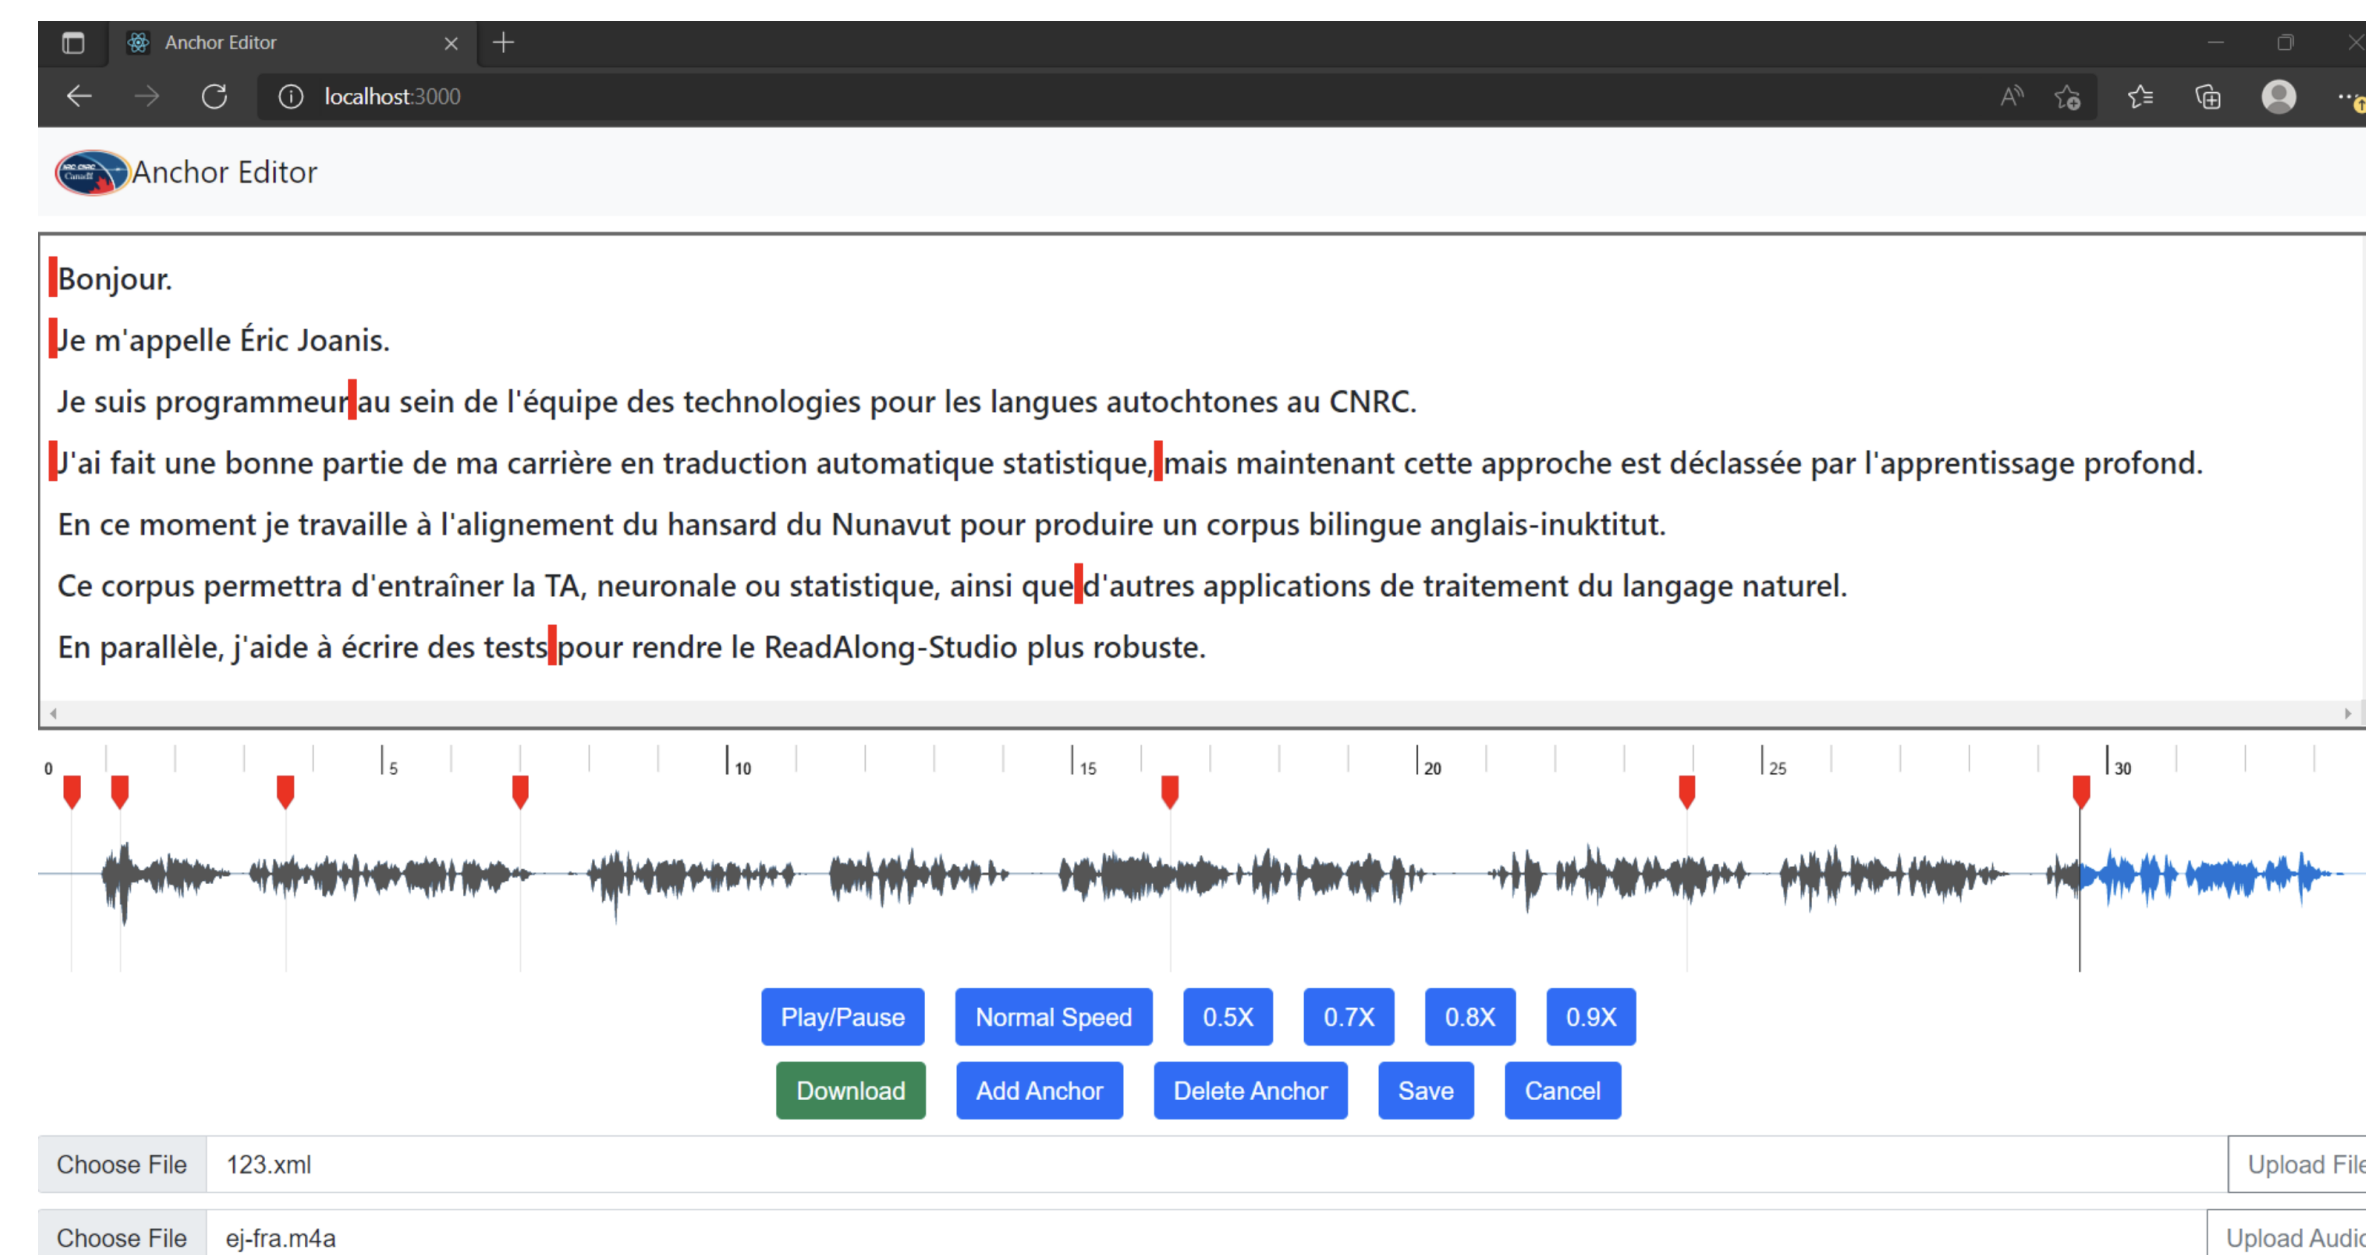 Anchor Editor
localhost:3000
Anchor Editor
Bonjour.
Je m'appelle Éric Joanis.
Je suis programmeur au sein de l'équipe des technologies pour les langues autochtones au CNRC.
J'ai fait une bonne partie de ma carrière en traduction automatique statistique, mais maintenant cette approche est déclassée par l'apprentissage profond.
En ce moment je travaille à l'alignement du hansard du Nunavut pour produire un corpus bilingue anglais-inuktitut.
Ce corpus permettra d'entraîner la TA, neuronale ou statistique, ainsi que d'autres applications de traitement du langage naturel.
En parallèle, j'aide à écrire des tests pour rendre le ReadAlong-Studio plus robuste.
0 5 10 15 20 25 30
Play/Pause Normal Speed 0.5X 0.7X 0.8X 0.9X
Download Add Anchor Delete Anchor Save Cancel
Choose File 123.xml Upload File
Choose File ej-fra.m4a Upload Audio